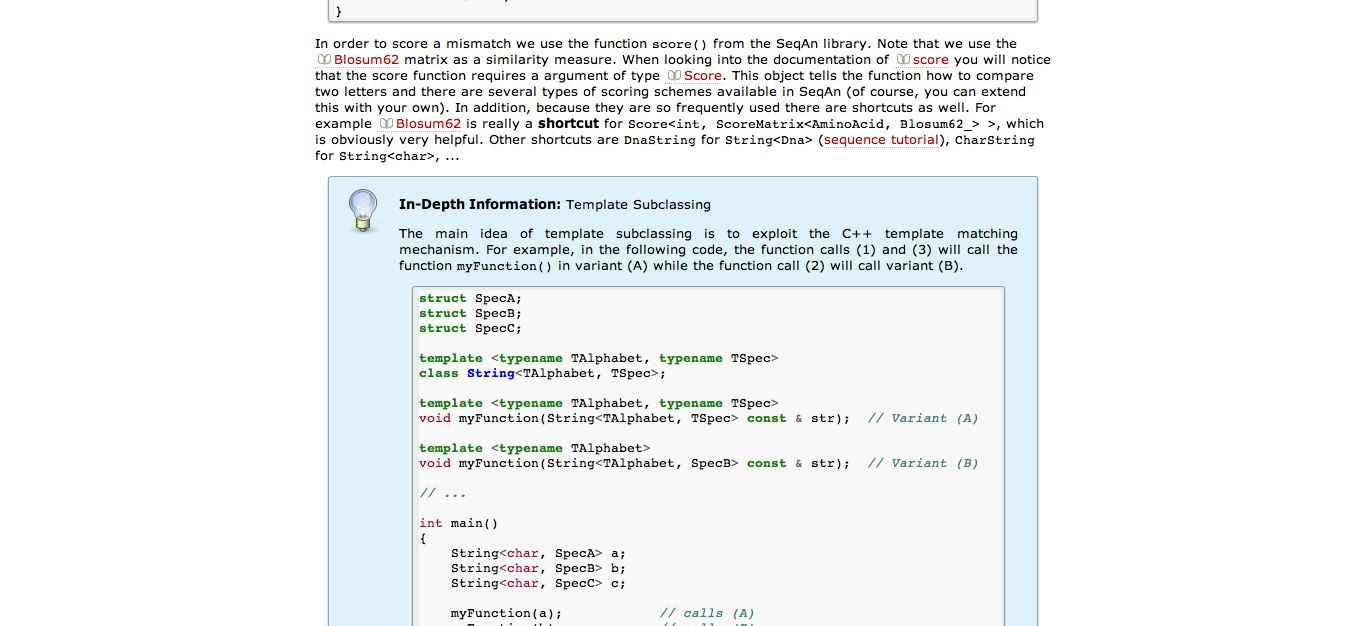 }
In order to score a mismatch we use the function score() from the SeqAn library. Note that we use the
Blosum62 matrix as a similarity measure. When looking into the documentation of score you will notice
that the score function requires a argument of type Score. This object tells the function how to compare
two letters and there are several types of scoring schemes available in SeqAn (of course, you can extend
this with your own). In addition, because they are so frequently used there are shortcuts as well. For
example Blosum62 is really a shortcut for Score<int, ScoreMatrix<AminoAcid, Blosum62_> >, which
is obviously very helpful. Other shortcuts are DnaString for String<Dna> (sequence tutorial), CharString
for String<char>, ...
In-Depth Information: Template Subclassing
The main idea of template subclassing is to exploit the C++ template matching
mechanism. For example, in the following code, the function calls (1) and (3) will call the
function myFunction() in variant (A) while the function call (2) will call variant (B).
struct SpecA;
struct SpecB;
struct SpecC;
template <typename TAlphabet, typename TSpec>
class String<TAlphabet, TSpec>;
template <typename TAlphabet, typename TSpec>
void myFunction(String<TAlphabet, TSpec> const & str);  // Variant (A)
template <typename TAlphabet>
void myFunction(String<TAlphabet, SpecB> const & str);  // Variant (B)
// ...
int main()
{
    String<char, SpecA> a;
    String<char, SpecB> b;
    String<char, SpecC> c;
    myFunction(a);            // calls (A)